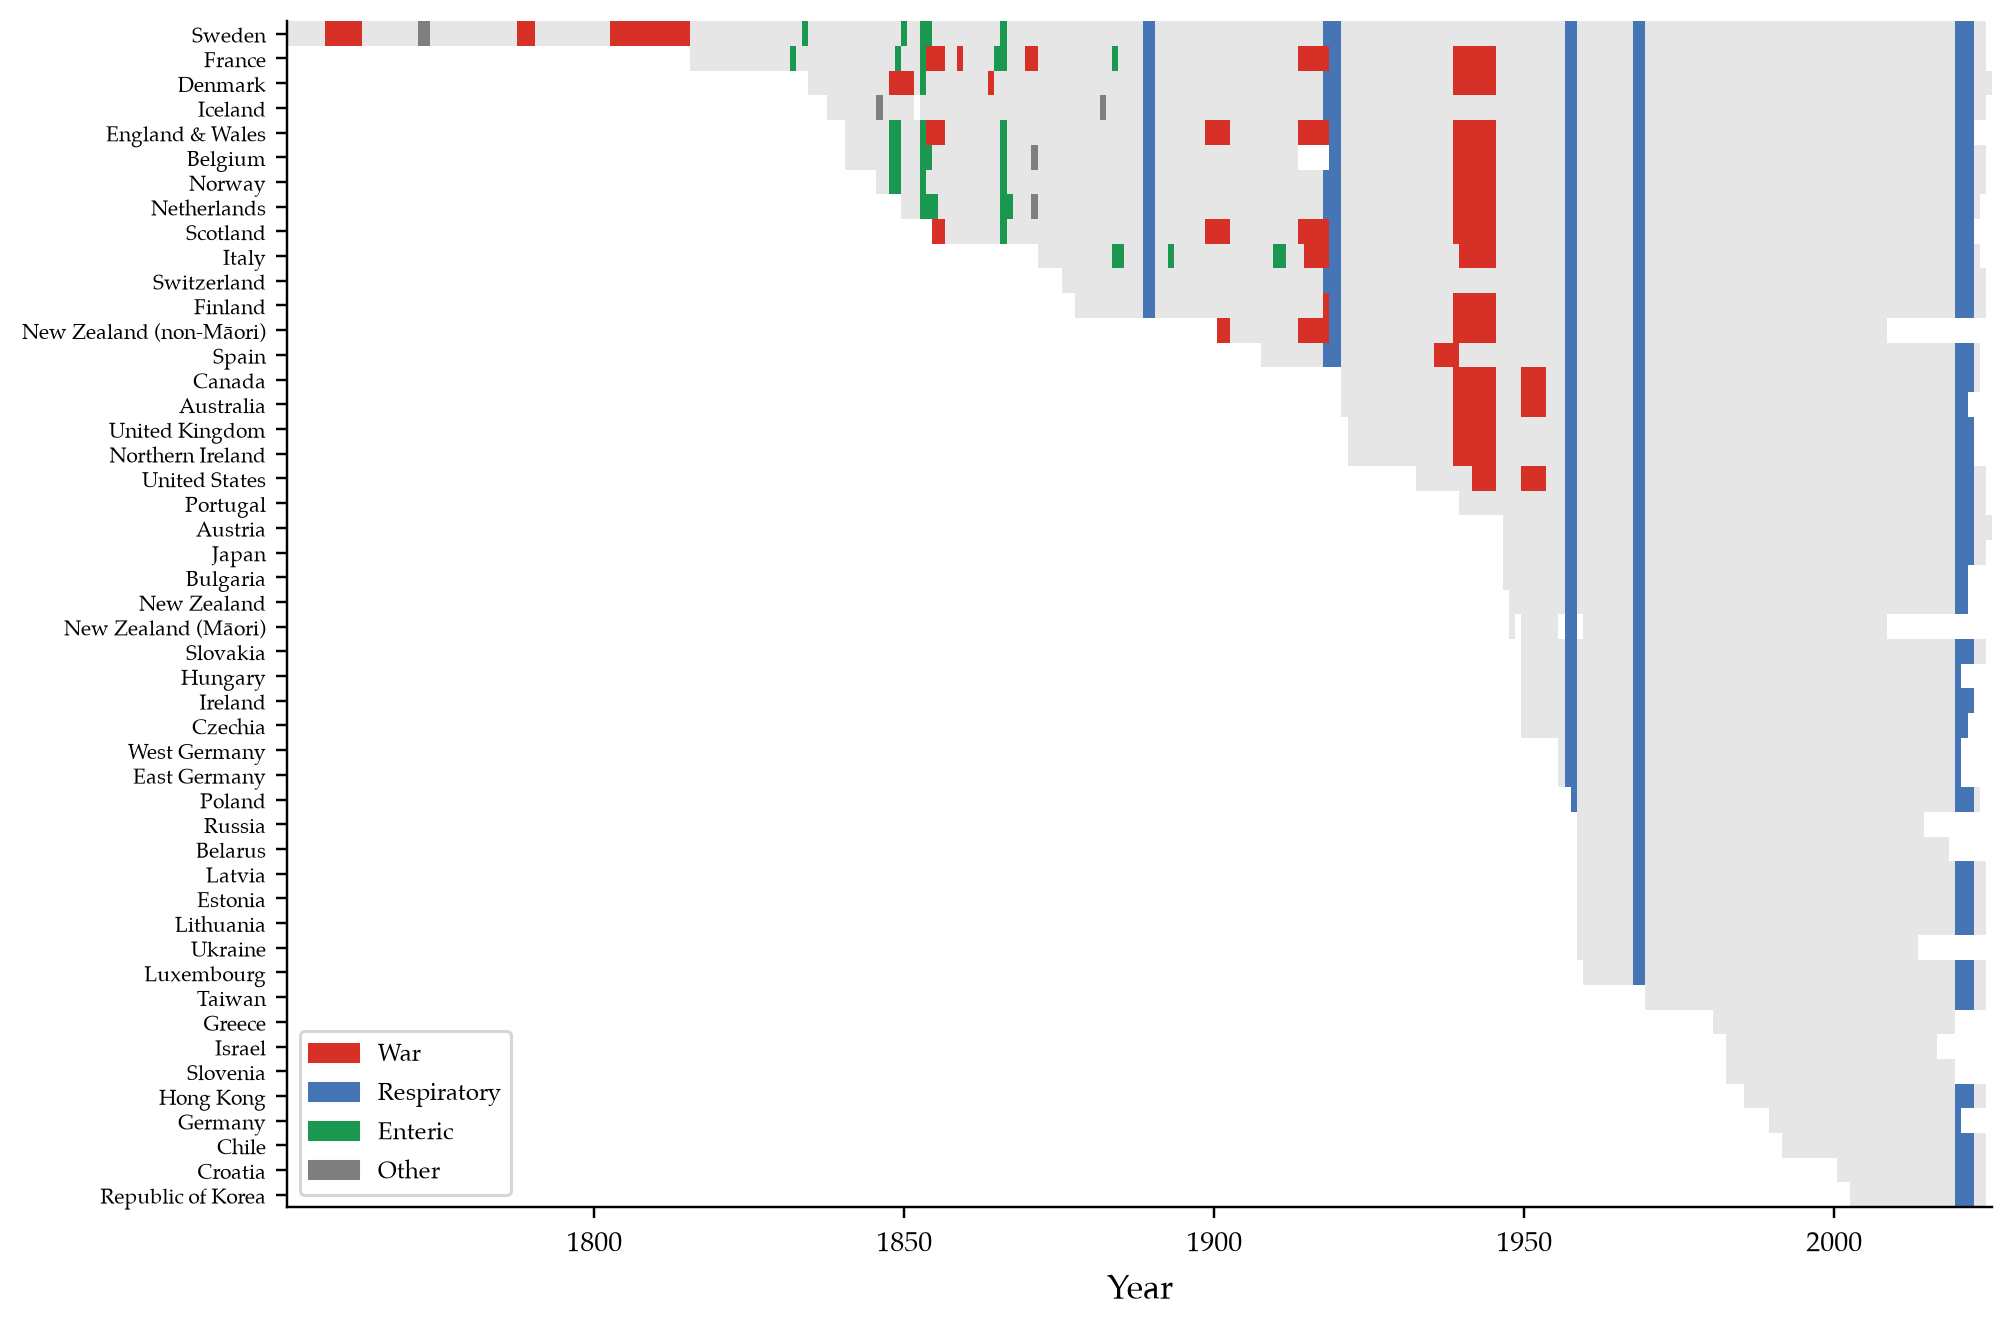 Sweden
France
Denmark
Iceland
England & Wales
Belgium
Norway
Netherlands
Scotland
Italy
Switzerland
Finland
New Zealand (non-Māori)
Spain
Canada
Australia
United Kingdom
Northern Ireland
United States
Portugal
Austria
Japan
Bulgaria
New Zealand
New Zealand (Māori)
Slovakia
Hungary
Ireland
Czechia
West Germany
East Germany
Poland
Russia
Belarus
Latvia
Estonia
Lithuania
Ukraine
Luxembourg
Taiwan
Greece
Israel
Slovenia
Hong Kong
Germany
Chile
Croatia
Republic of Korea
War
Respiratory
Enteric
Other
1800 1850 1900 1950 2000
Year